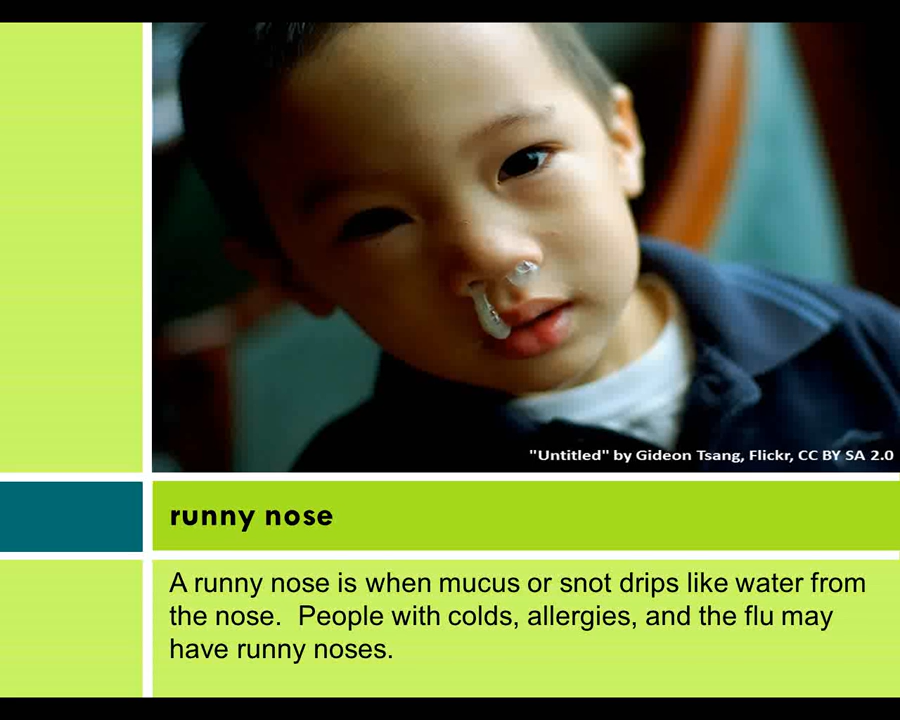 "Untitled" by Gideon Tsang, Flickr, CC BY SA 2.0
runny nose
A runny nose is when mucus or snot drips like water from
the nose.  People with colds, allergies, and the flu may
have runny noses.